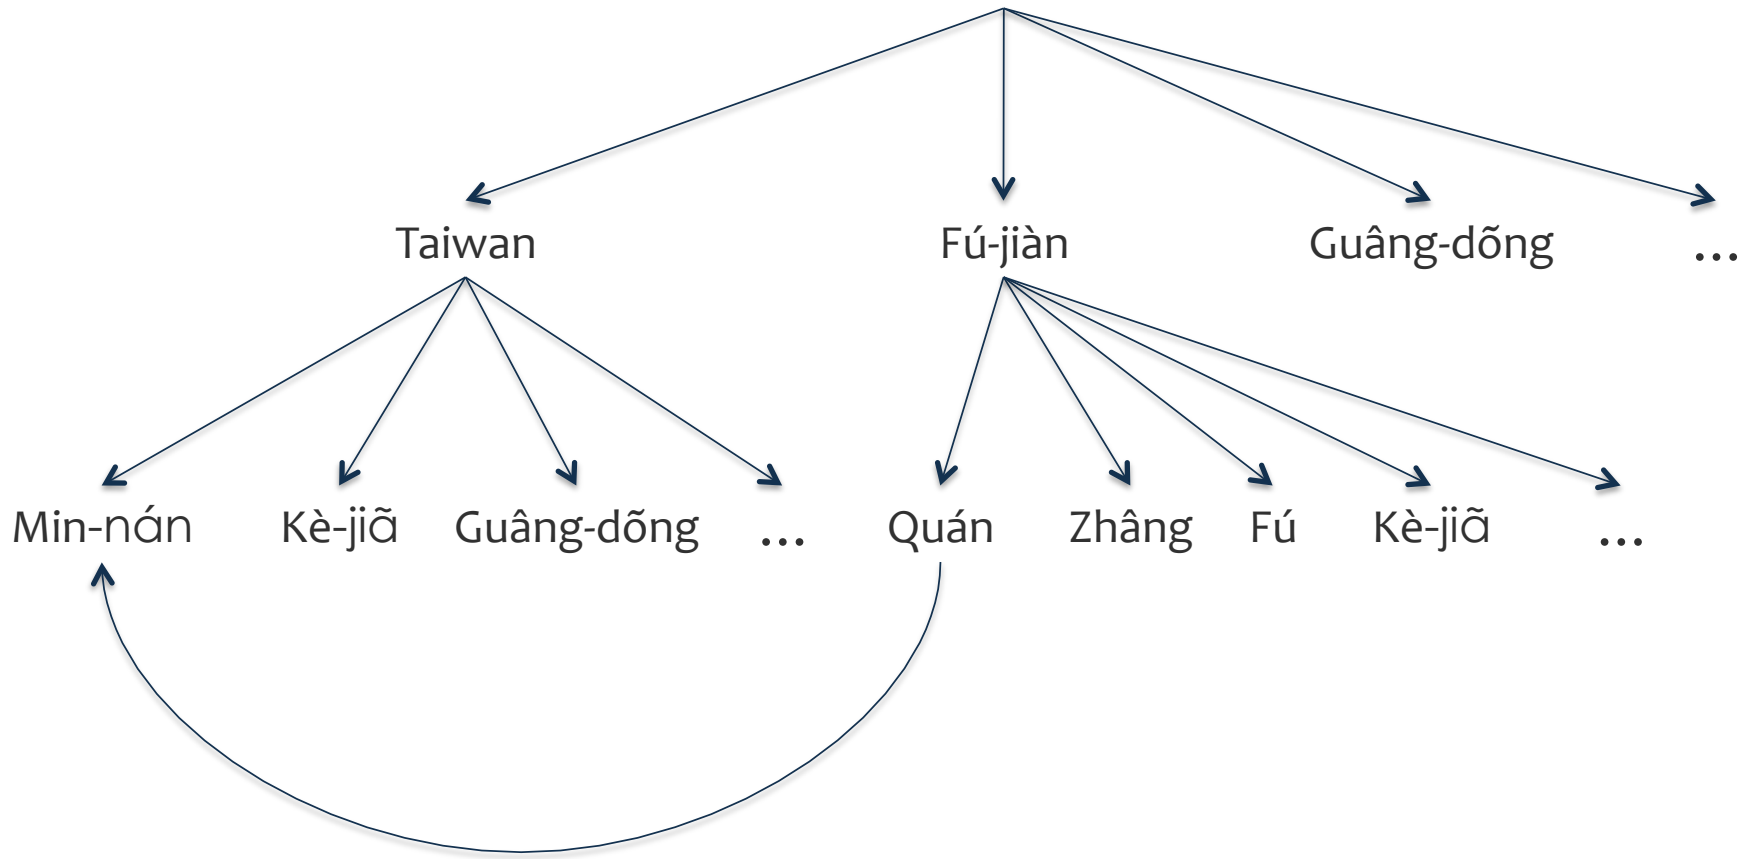 Taiwan Fú-jiàn Guâng-dõng ...
Min-nán Kè-jiã Guâng-dõng ... Quán Zhâng Fú Kè-jiã ...